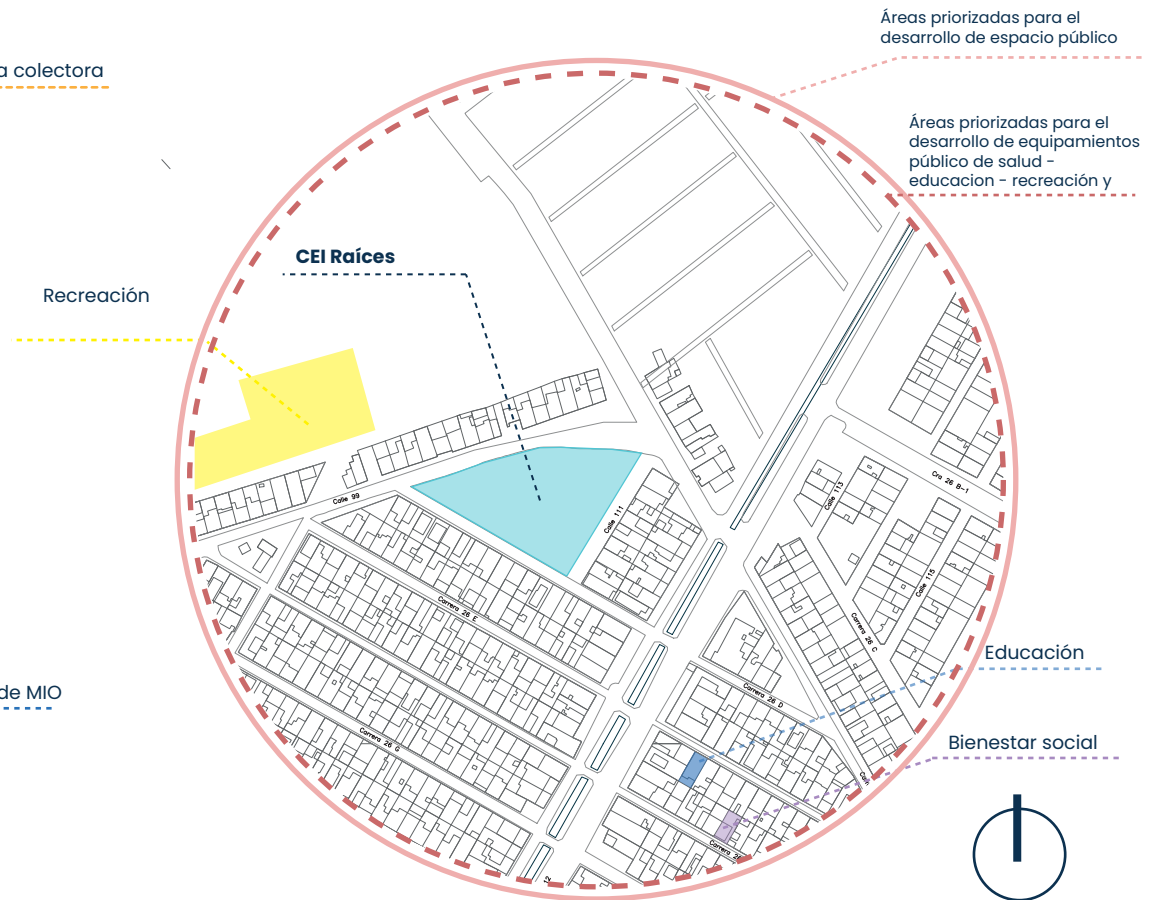 Áreas priorizadas para el
desarrollo de espacio público
a colectora
Áreas priorizadas para el
desarrollo de equipamientos
público de salud -
educacion - recreación y
CEI Raíces
Recreación
Calle 99
Calle 111
Calle 113
Cra 26 B-1
Calle 115
Carrera 26 E
Carrera 26 C
Educación
de MIO
Carrera 26 D
Carrera 26 G
Bienestar social
Carrera
12